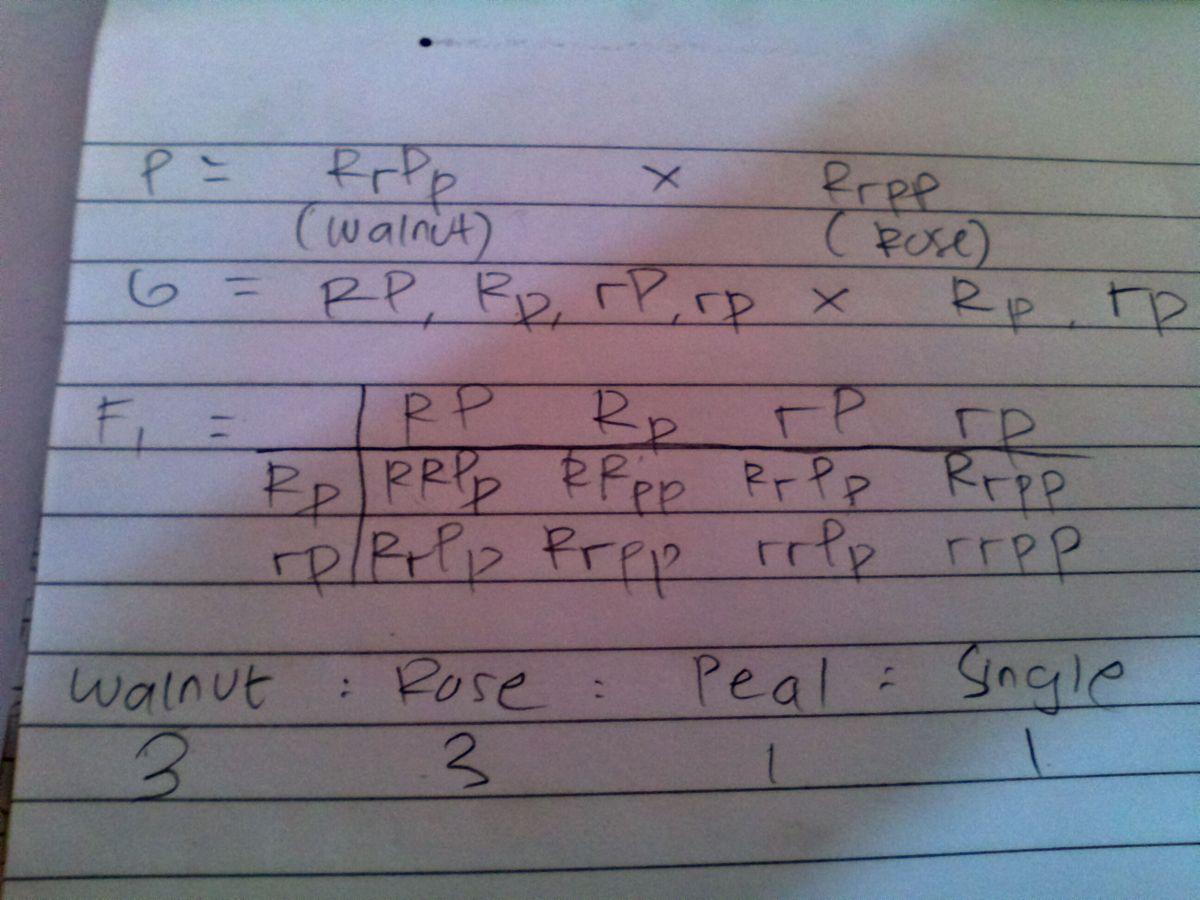 P = RrPp × Rrpp
(Walnut) (Rose)
G = RP, Rp, rP, rp × Rp, rp
F1 = RP Rp rP rp
Rp RRPp RRpp RrPp Rrpp
rp RrPp Rrpp rrPp rrpp
Walnut : Rose : Peal : Single
3 3 1 1